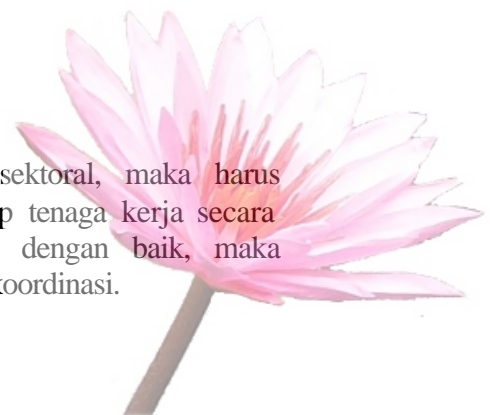 sektoral, maka harus
tenaga kerja secara
dengan baik, maka
koordinasi.